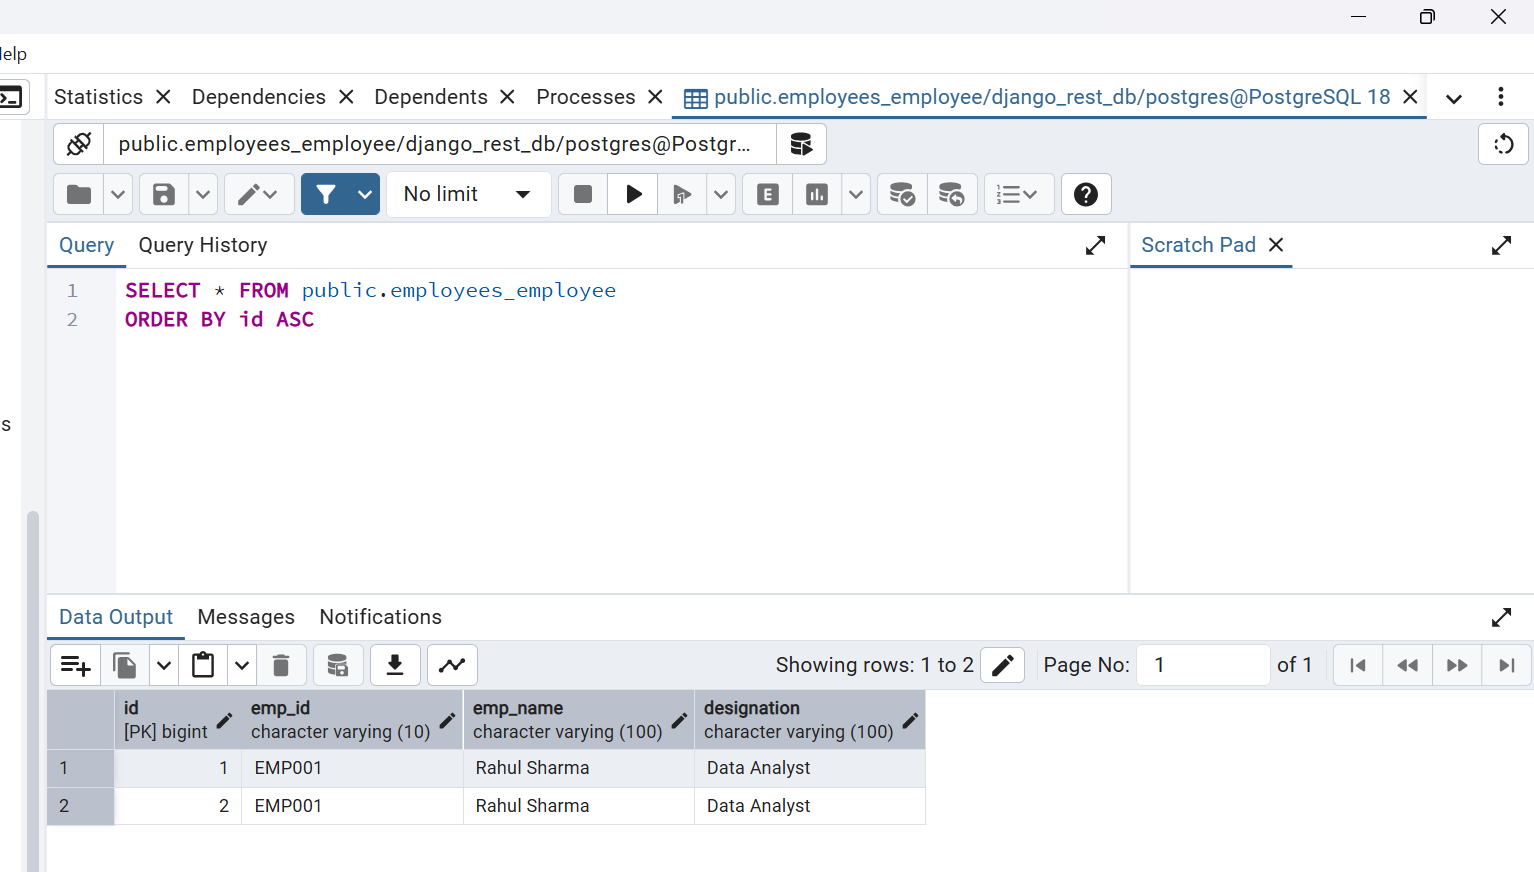 elp
Statistics Dependencies Dependents Processes public.employees_employee/django_rest_db/postgres@PostgreSQL 18
public.employees_employee/django_rest_db/postgres@Postgr...
No limit
E
Query Query History
Scratch Pad
1 SELECT * FROM public.employees_employee
2 ORDER BY id ASC
s
Data Output Messages Notifications
Showing rows: 1 to 2 Page No: 1 of 1
id emp_id emp_name designation
[PK] bigint character varying (10) character varying (100) character varying (100)
1 1 EMP001 Rahul Sharma Data Analyst
2 2 EMP001 Rahul Sharma Data Analyst